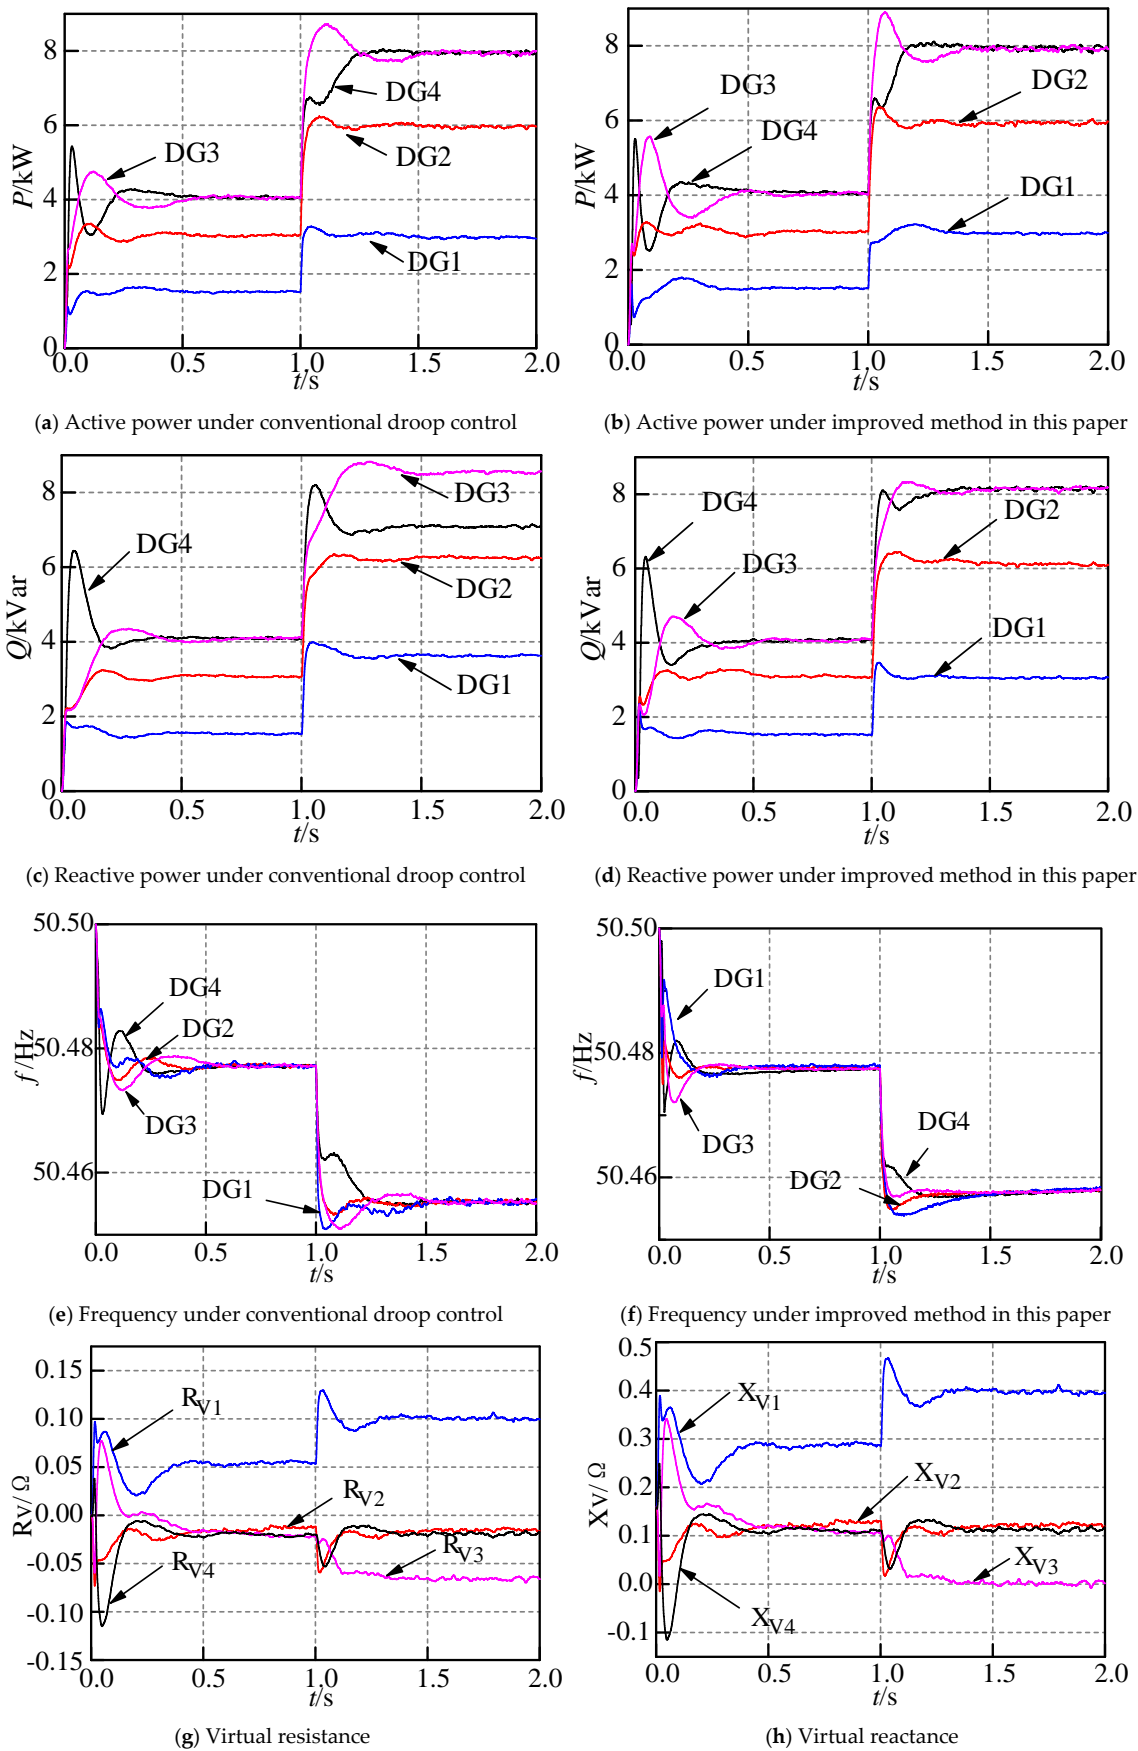 8
6
4
2
0
P/kW
DG4
DG3
DG2
DG1
0.0 0.5 1.0 1.5 2.0
t/s
(a) Active power under conventional droop control
8
6
4
2
0
P/kW
DG3
DG2
DG4
DG1
0.0 0.5 1.0 1.5 2.0
t/s
(b) Active power under improved method in this paper
8
6
4
2
0
Q/kVar
DG3
DG4
DG2
DG1
0.0 0.5 1.0 1.5 2.0
t/s
(c) Reactive power under conventional droop control
8
6
4
2
0
Q/kVar
DG4
DG2
DG3
DG1
0.0 0.5 1.0 1.5 2.0
t/s
(d) Reactive power under improved method in this paper
50.50
50.48
50.46
f/Hz
DG4
DG2
DG3
DG1
0.0 0.5 1.0 1.5 2.0
t/s
(e) Frequency under conventional droop control
50.50
50.48
50.46
f/Hz
DG1
DG3
DG4
DG2
0.0 0.5 1.0 1.5 2.0
t/s
(f) Frequency under improved method in this paper
0.15
0.10
0.05
0.00
-0.05
-0.10
-0.15
Rv/Ω
RV1
RV2
RV3
RV4
0.0 0.5 1.0 1.5 2.0
t/s
(g) Virtual resistance
0.5
0.4
0.3
0.2
0.1
0.0
-0.1
Xv/Ω
XV1
XV2
XV3
XV4
0.0 0.5 1.0 1.5 2.0
t/s
(h) Virtual reactance